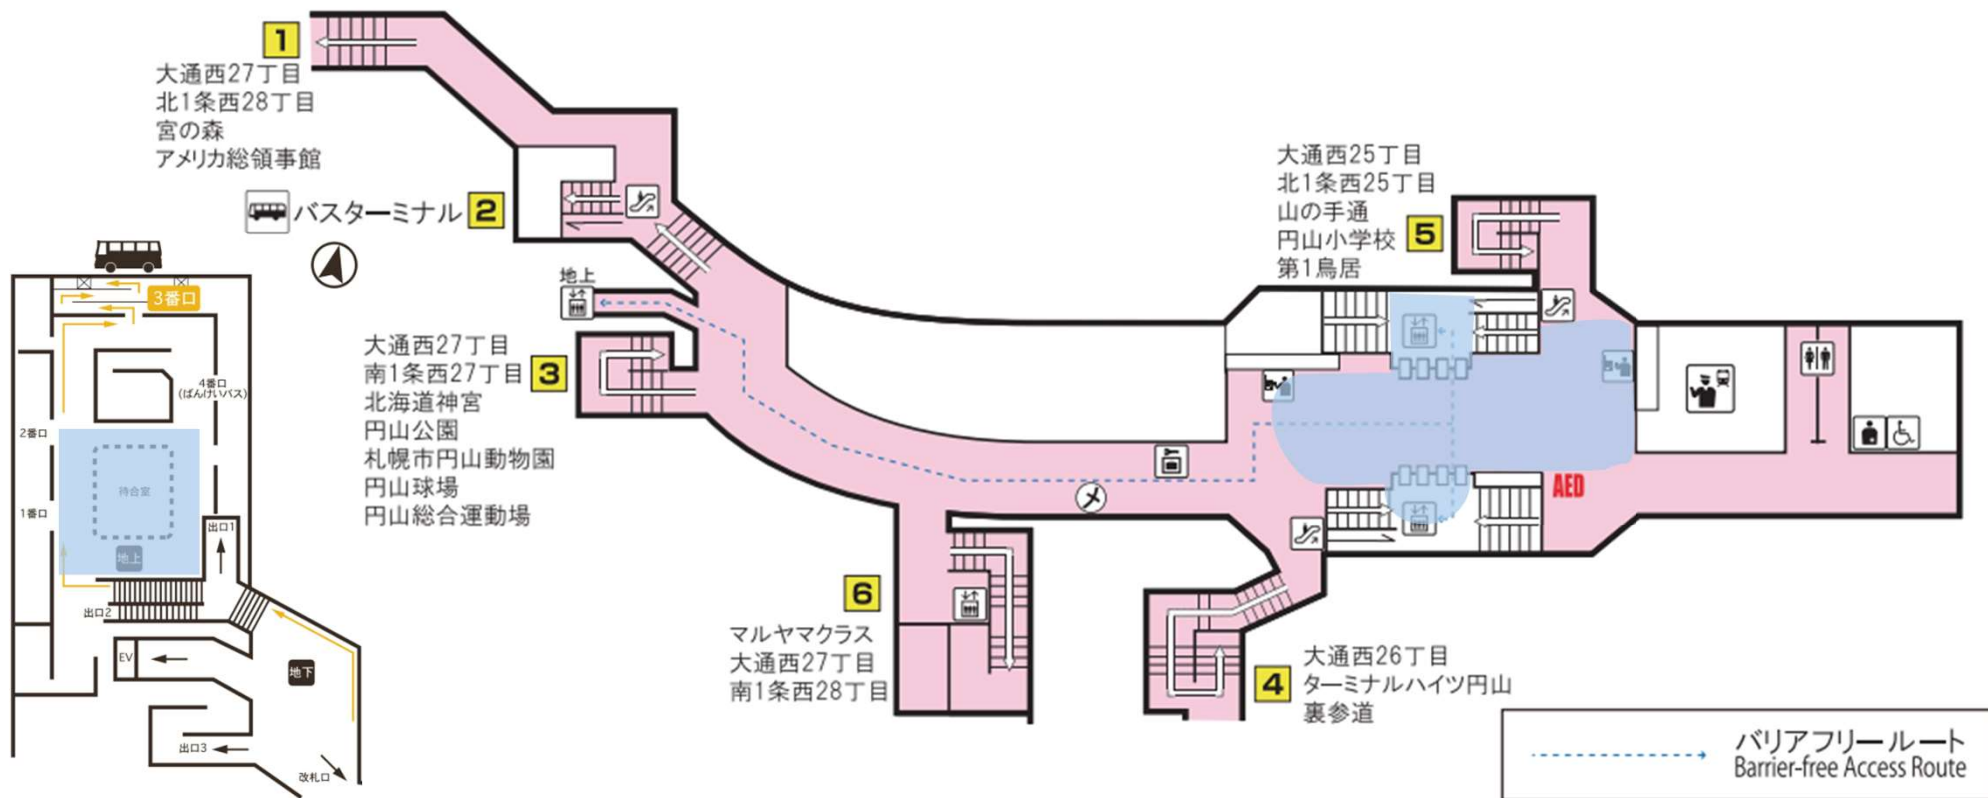 1
大通西27丁目
北1条西28丁目
宮の森
アメリカ総領事館
バスターミナル 2
地上
大通西27丁目
南1条西27丁目 3
北海道神宮
円山公園
札幌市円山動物園
円山球場
円山総合運動場
6
マルヤマクラス
大通西27丁目
南1条西28丁目
大通西25丁目
北1条西25丁目
山の手通
円山小学校 5
第1鳥居
AED
4
大通西26丁目
ターミナルハイツ円山
裏参道
バリアフリールート
Barrier-free Access Route
3番口
4番口
(ばんけいバス)
2番口
待合室
1番口
地上
出口1
出口2
EV
地下
出口3
改札口